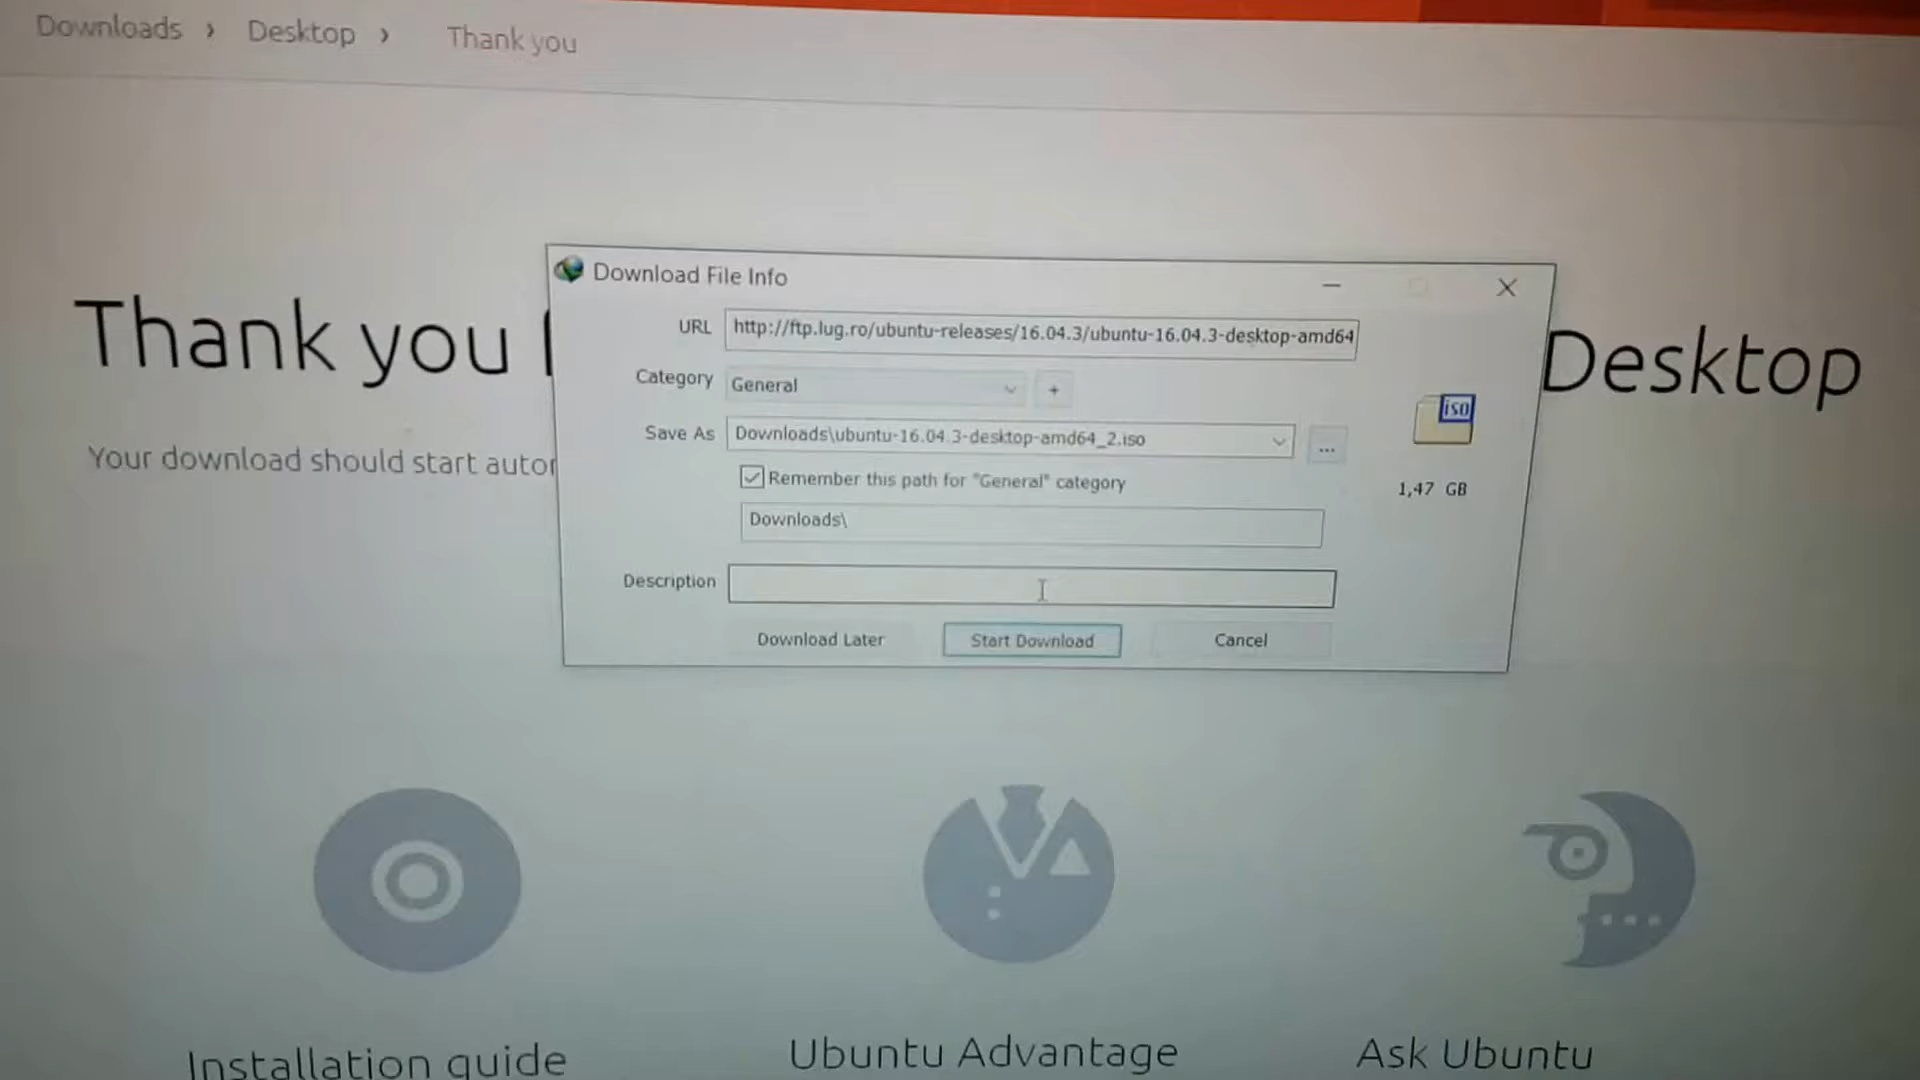 Downloads › Desktop › Thank you
Thank you
Desktop
Your download should start
Download File Info
URL http://ftp.lug.ro/ubuntu-releases/16.04.3/ubuntu-16.04.3-desktop-amd64
Category General +
Save As Downloads\ubuntu-16.04.3-desktop-amd64_2.iso ...
iso
Remember this path for "General" category
1,47 GB
Downloads\
Description
Download Later Start Download Cancel
Installation guide Ubuntu Advantage Ask Ubuntu